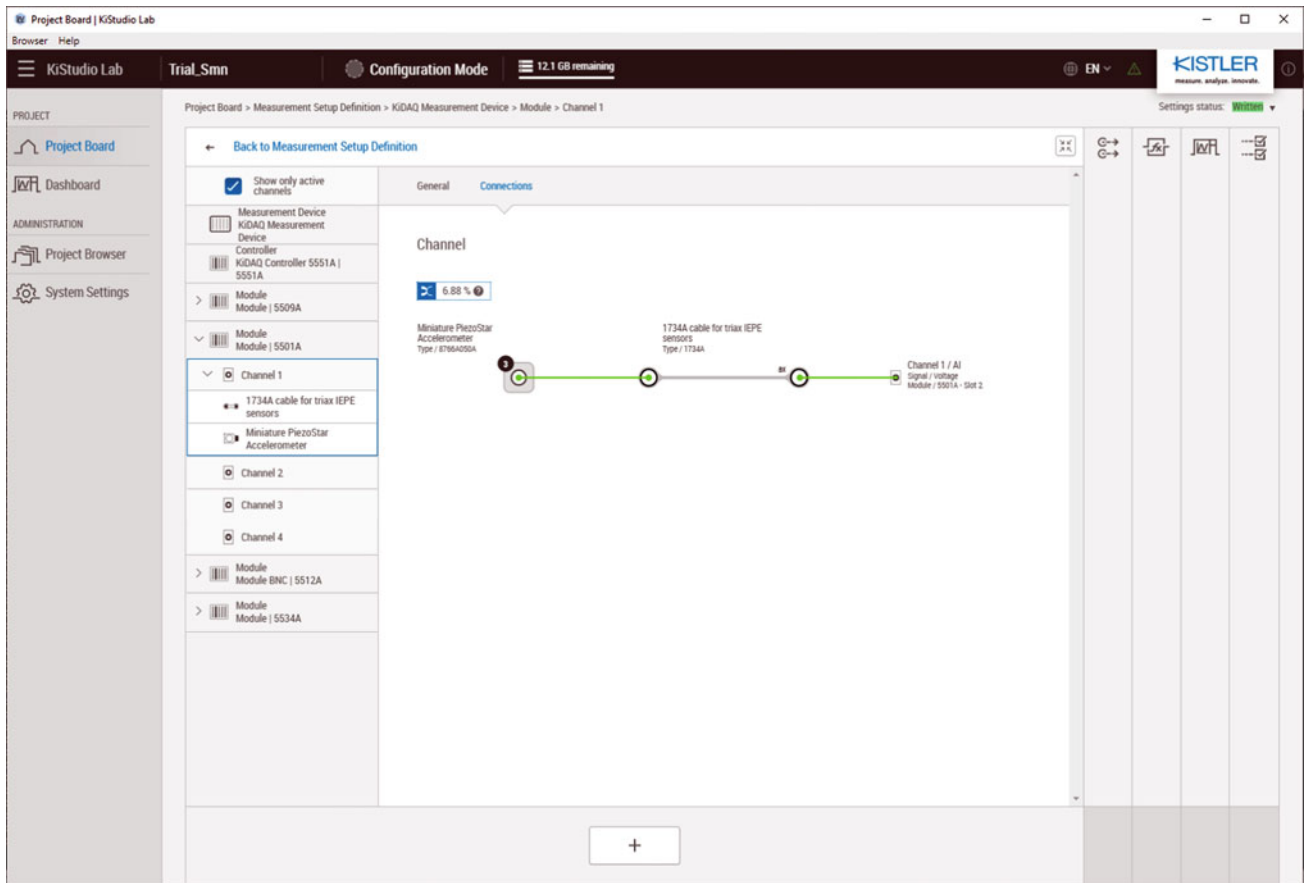 Project Board | KiStudio Lab
Browser Help
KiStudio Lab
Trial_Smn
Configuration Mode
12.1 GB remaining
EN
KISTLER
measure. analyze. innovate.
Project Board > Measurement Setup Definition > KiDAQ Measurement Device > Module > Channel 1
Settings status: Written
PROJECT
Project Board
Dashboard
ADMINISTRATION
Project Browser
System Settings
← Back to Measurement Setup Definition
Show only active
channels
Measurement Device
KiDAQ Measurement
Device
Controller
KiDAQ Controller 5551A |
5551A
Module
Module | 5509A
Module
Module | 5501A
Channel 1
1734A cable for triax IEPE
sensors
Miniature PiezoStar
Accelerometer
Channel 2
Channel 3
Channel 4
Module
Module BNC | 5512A
Module
Module | 5534A
General Connections
Channel
6.88 % ?
Miniature PiezoStar
Accelerometer
Type / 8766A050A
3
1734A cable for triax IEPE
sensors
Type / 1734A
Channel 1 / AI
Signal / Voltage
Module / 5501A - Slot 2
fx
+